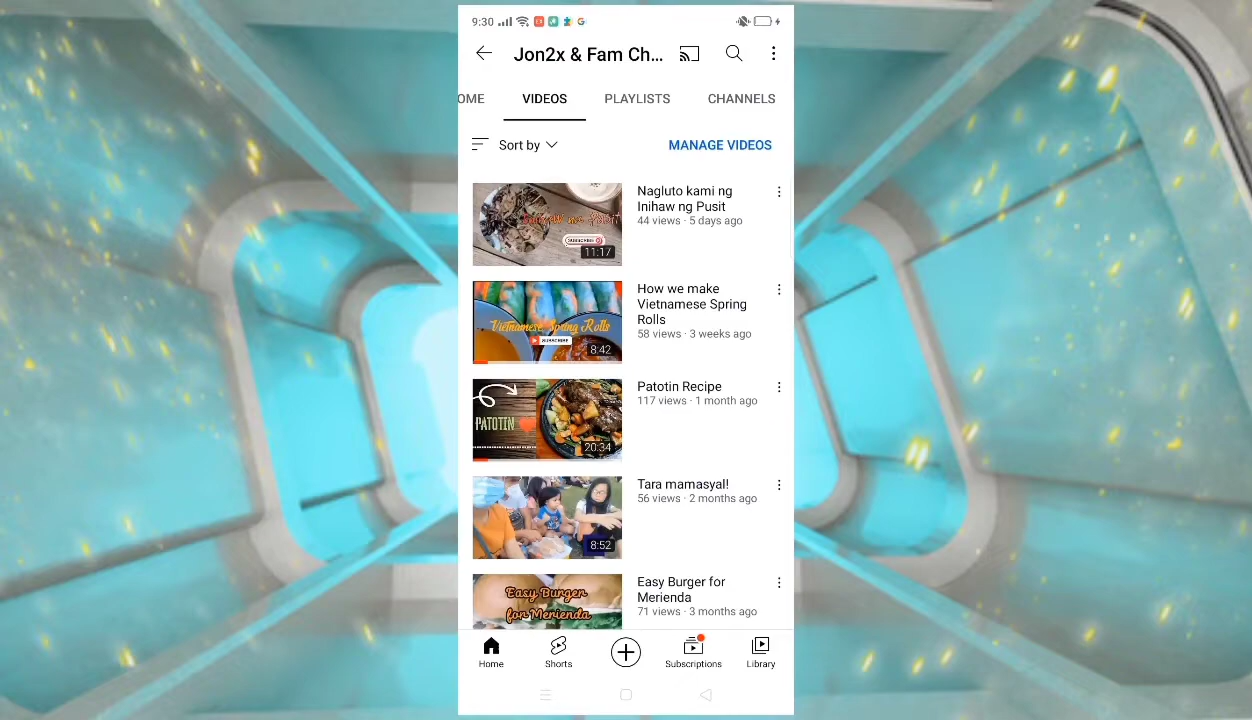 9:30
Jon2x & Fam Ch...
OME VIDEOS PLAYLISTS CHANNELS
Sort by MANAGE VIDEOS
Nagluto kami ng
Inihaw ng Pusit
44 views · 5 days ago
SUBSCRIBE
11:17
How we make
Vietnamese Spring
Rolls
58 views · 3 weeks ago
Vietnamese Spring Rolls
SUBSCRIBE
8:42
Patotin Recipe
117 views · 1 month ago
PATOTIN
20:34
Tara mamasyal!
56 views · 2 months ago
8:52
Easy Burger for
Merienda
71 views · 3 months ago
Easy Burger
for Merienda
Home Shorts Subscriptions Library